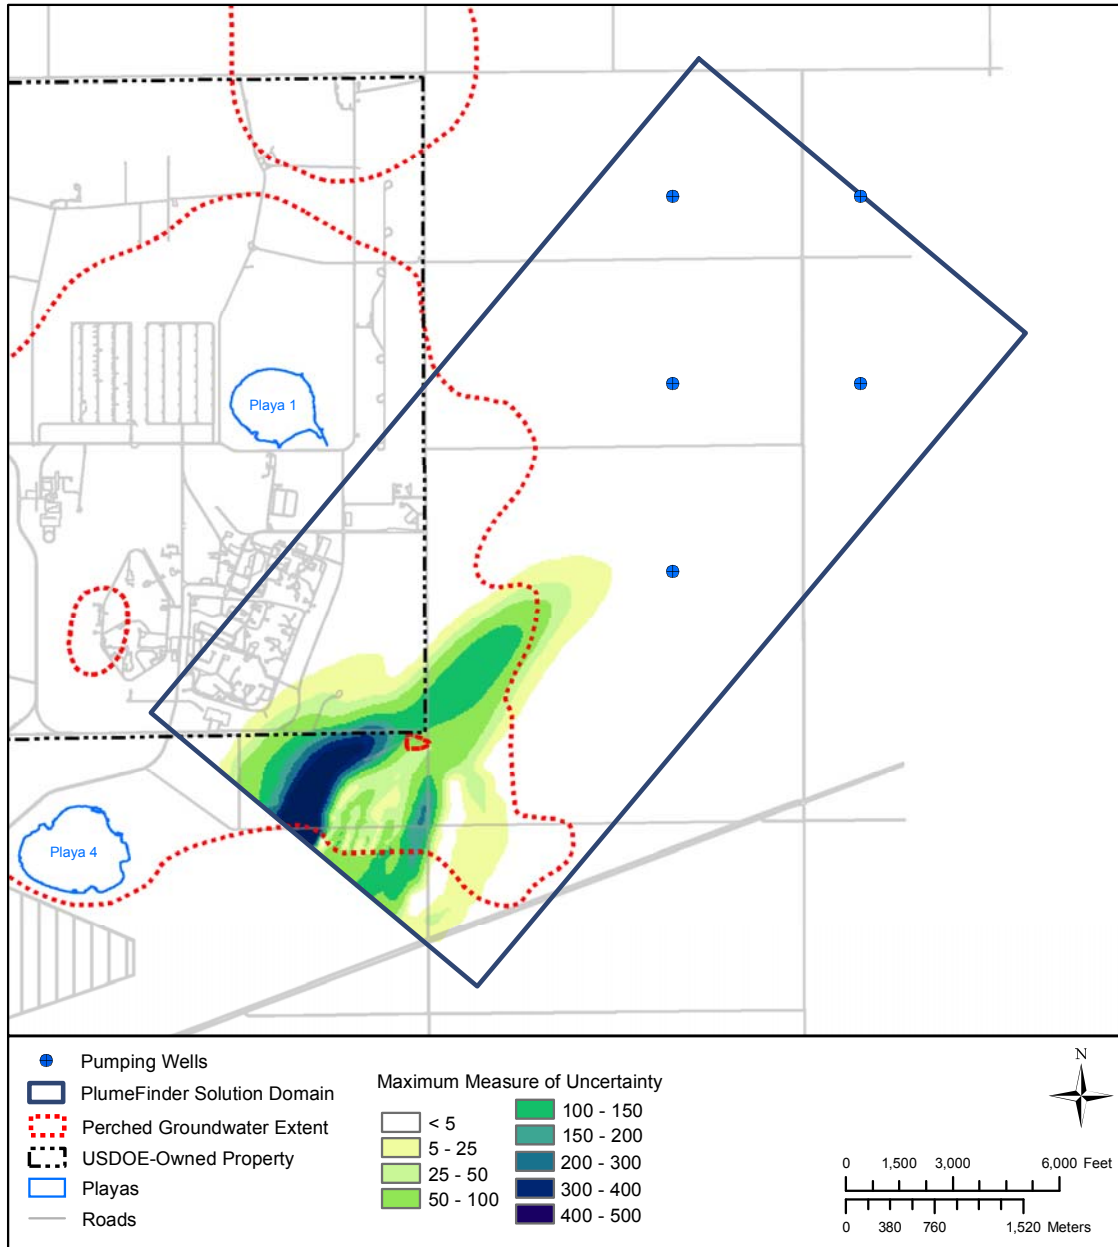 Playa 1
Playa 4
Pumping Wells
PlumeFinder Solution Domain
Perched Groundwater Extent
USDOE-Owned Property
Playas
Roads
Maximum Measure of Uncertainty
< 5
5 - 25
25 - 50
50 - 100
100 - 150
150 - 200
200 - 300
300 - 400
400 - 500
N
0 1,500 3,000 6,000 Feet
0 380 760 1,520 Meters